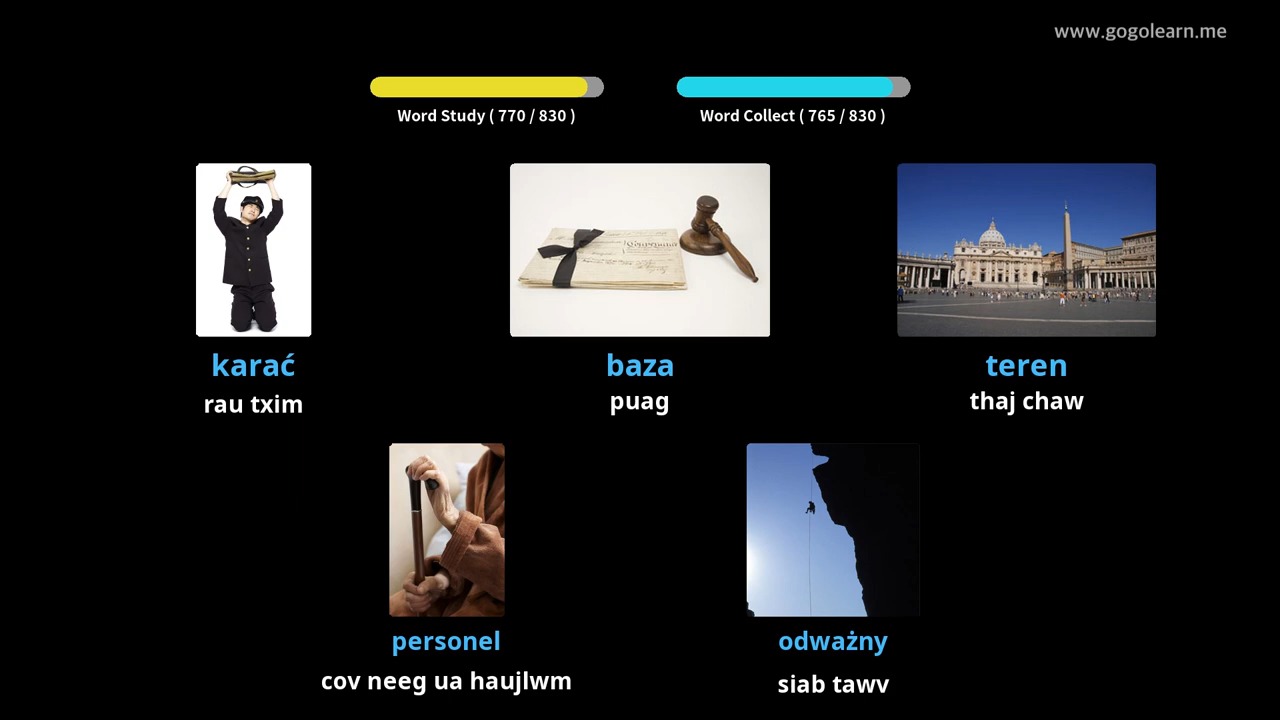 www.gogolearn.me
Word Study ( 770 / 830 )
Word Collect ( 765 / 830 )
karać
rau txim
baza
puag
teren
thaj chaw
personel
cov neeg ua haujlwm
odważny
siab tawv